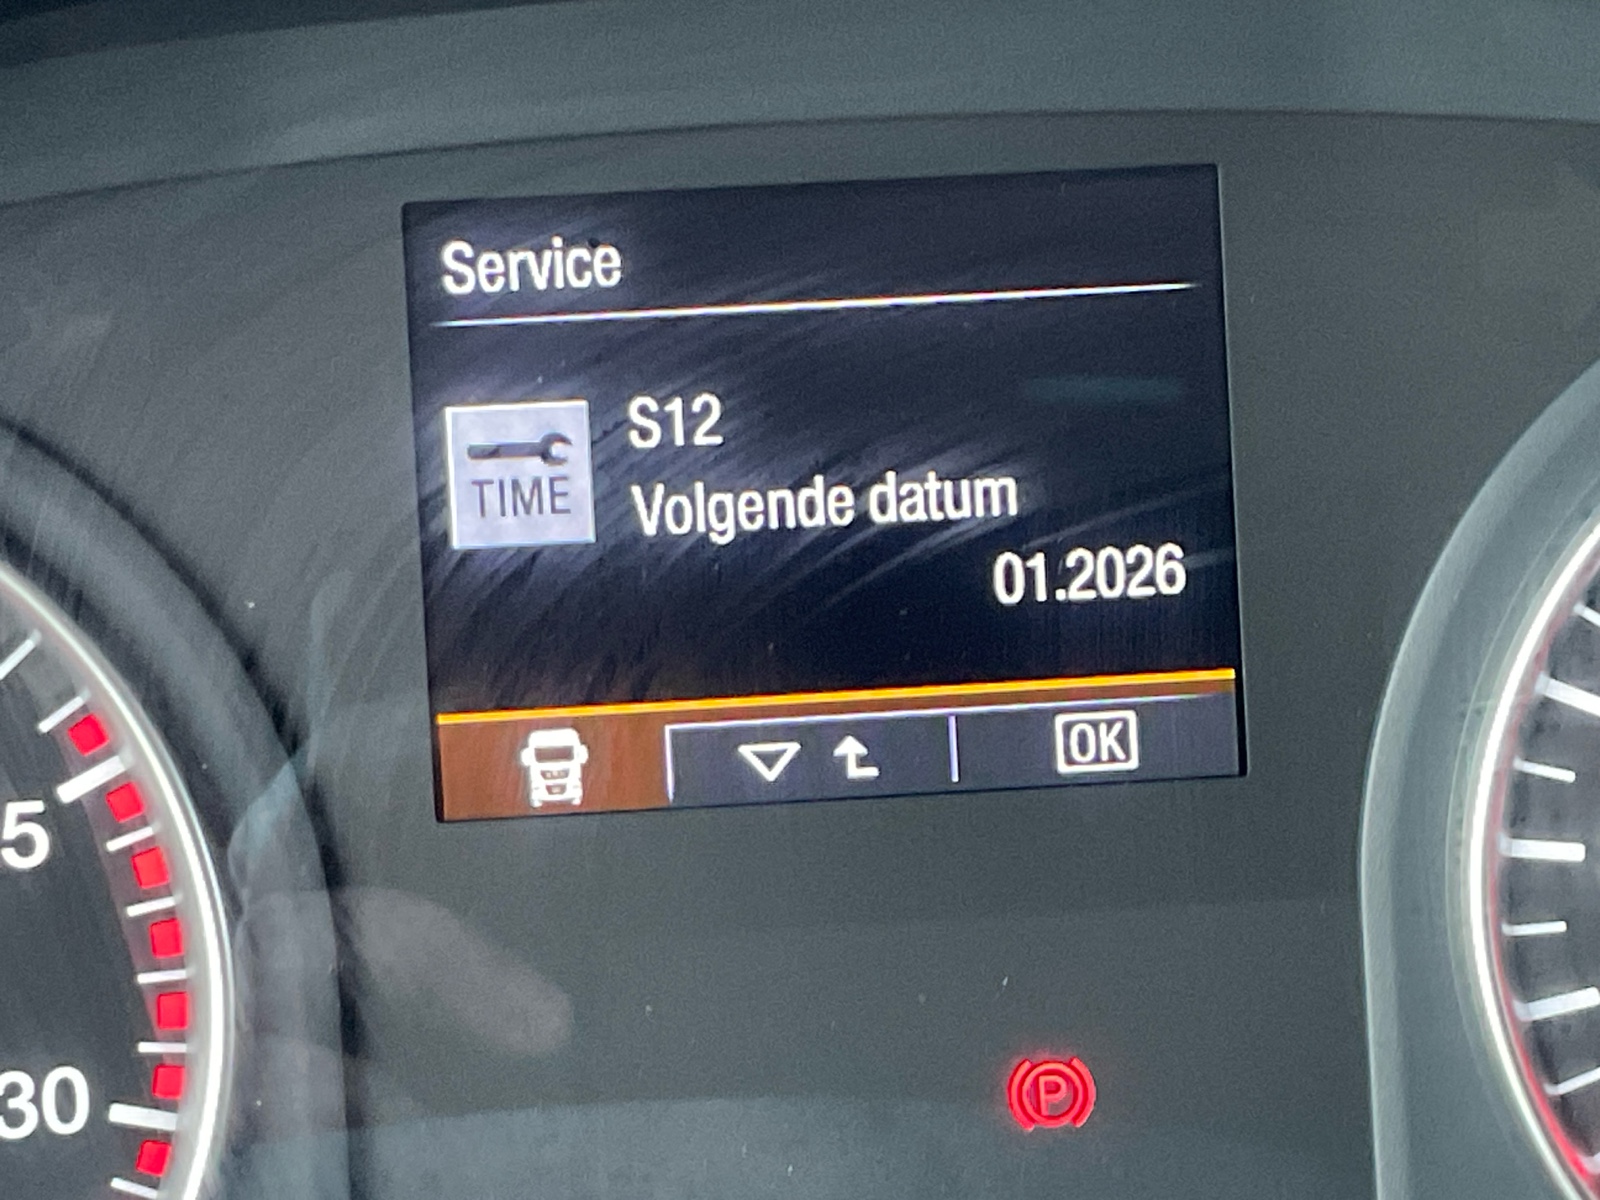 Service
S12
TIME
Volgende datum
01.2026
OK
5
30
P